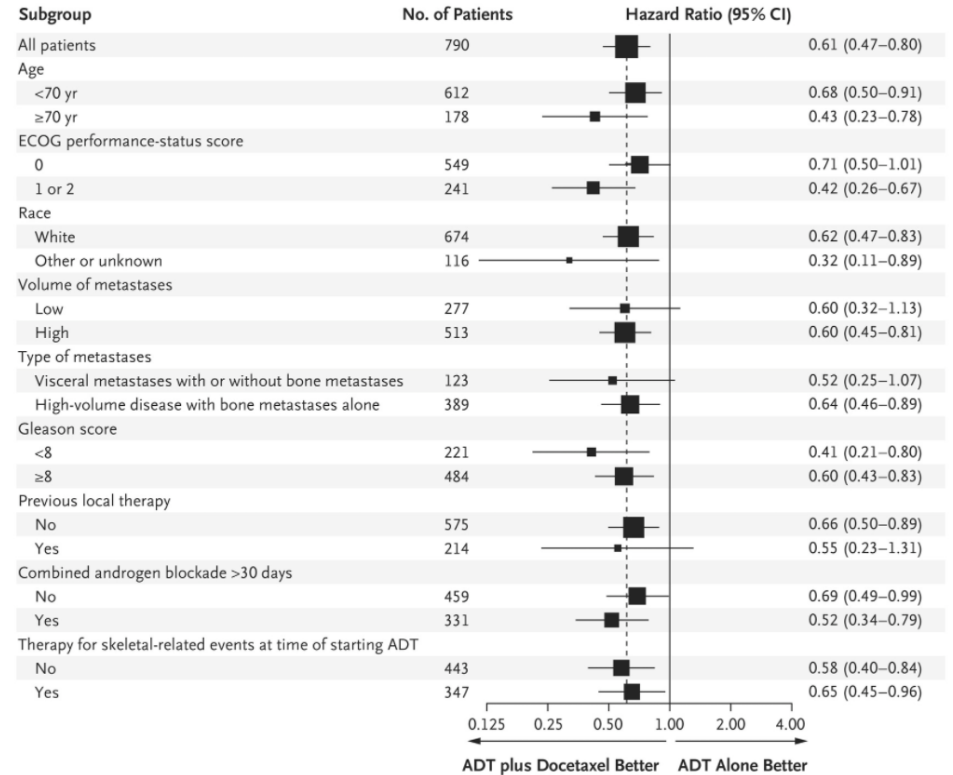 Subgroup No. of Patients Hazard Ratio (95% CI)
All patients 790 0.61 (0.47–0.80)
Age
<70 yr 612 0.68 (0.50–0.91)
≥70 yr 178 0.43 (0.23–0.78)
ECOG performance-status score
0 549 0.71 (0.50–1.01)
1 or 2 241 0.42 (0.26–0.67)
Race
White 674 0.62 (0.47–0.83)
Other or unknown 116 0.32 (0.11–0.89)
Volume of metastases
Low 277 0.60 (0.32–1.13)
High 513 0.60 (0.45–0.81)
Type of metastases
Visceral metastases with or without bone metastases 123 0.52 (0.25–1.07)
High-volume disease with bone metastases alone 389 0.64 (0.46–0.89)
Gleason score
<8 221 0.41 (0.21–0.80)
≥8 484 0.60 (0.43–0.83)
Previous local therapy
No 575 0.66 (0.50–0.89)
Yes 214 0.55 (0.23–1.31)
Combined androgen blockade >30 days
No 459 0.69 (0.49–0.99)
Yes 331 0.52 (0.34–0.79)
Therapy for skeletal-related events at time of starting ADT
No 443 0.58 (0.40–0.84)
Yes 347 0.65 (0.45–0.96)
0.125 0.25 0.50 1.00 2.00 4.00
ADT plus Docetaxel Better ADT Alone Better